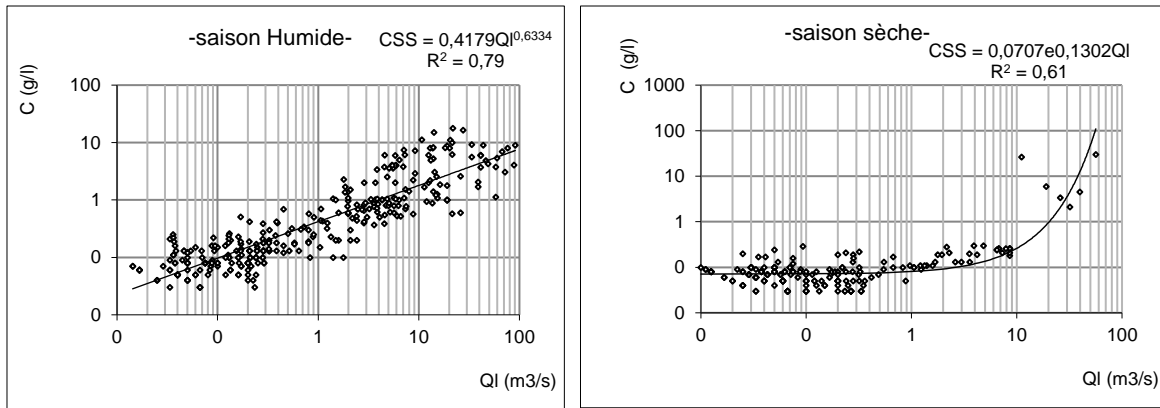 -saison Humide-
CSS = 0,4179Ql0,6334
R2 = 0,79
C (g/l)
100
10
1
0
0
0
0
1
10
100
Ql (m3/s)
-saison sèche-
CSS = 0,0707e0,1302Ql
R2 = 0,61
C (g/l)
1000
100
10
1
0
0
0
0
1
10
100
Ql (m3/s)